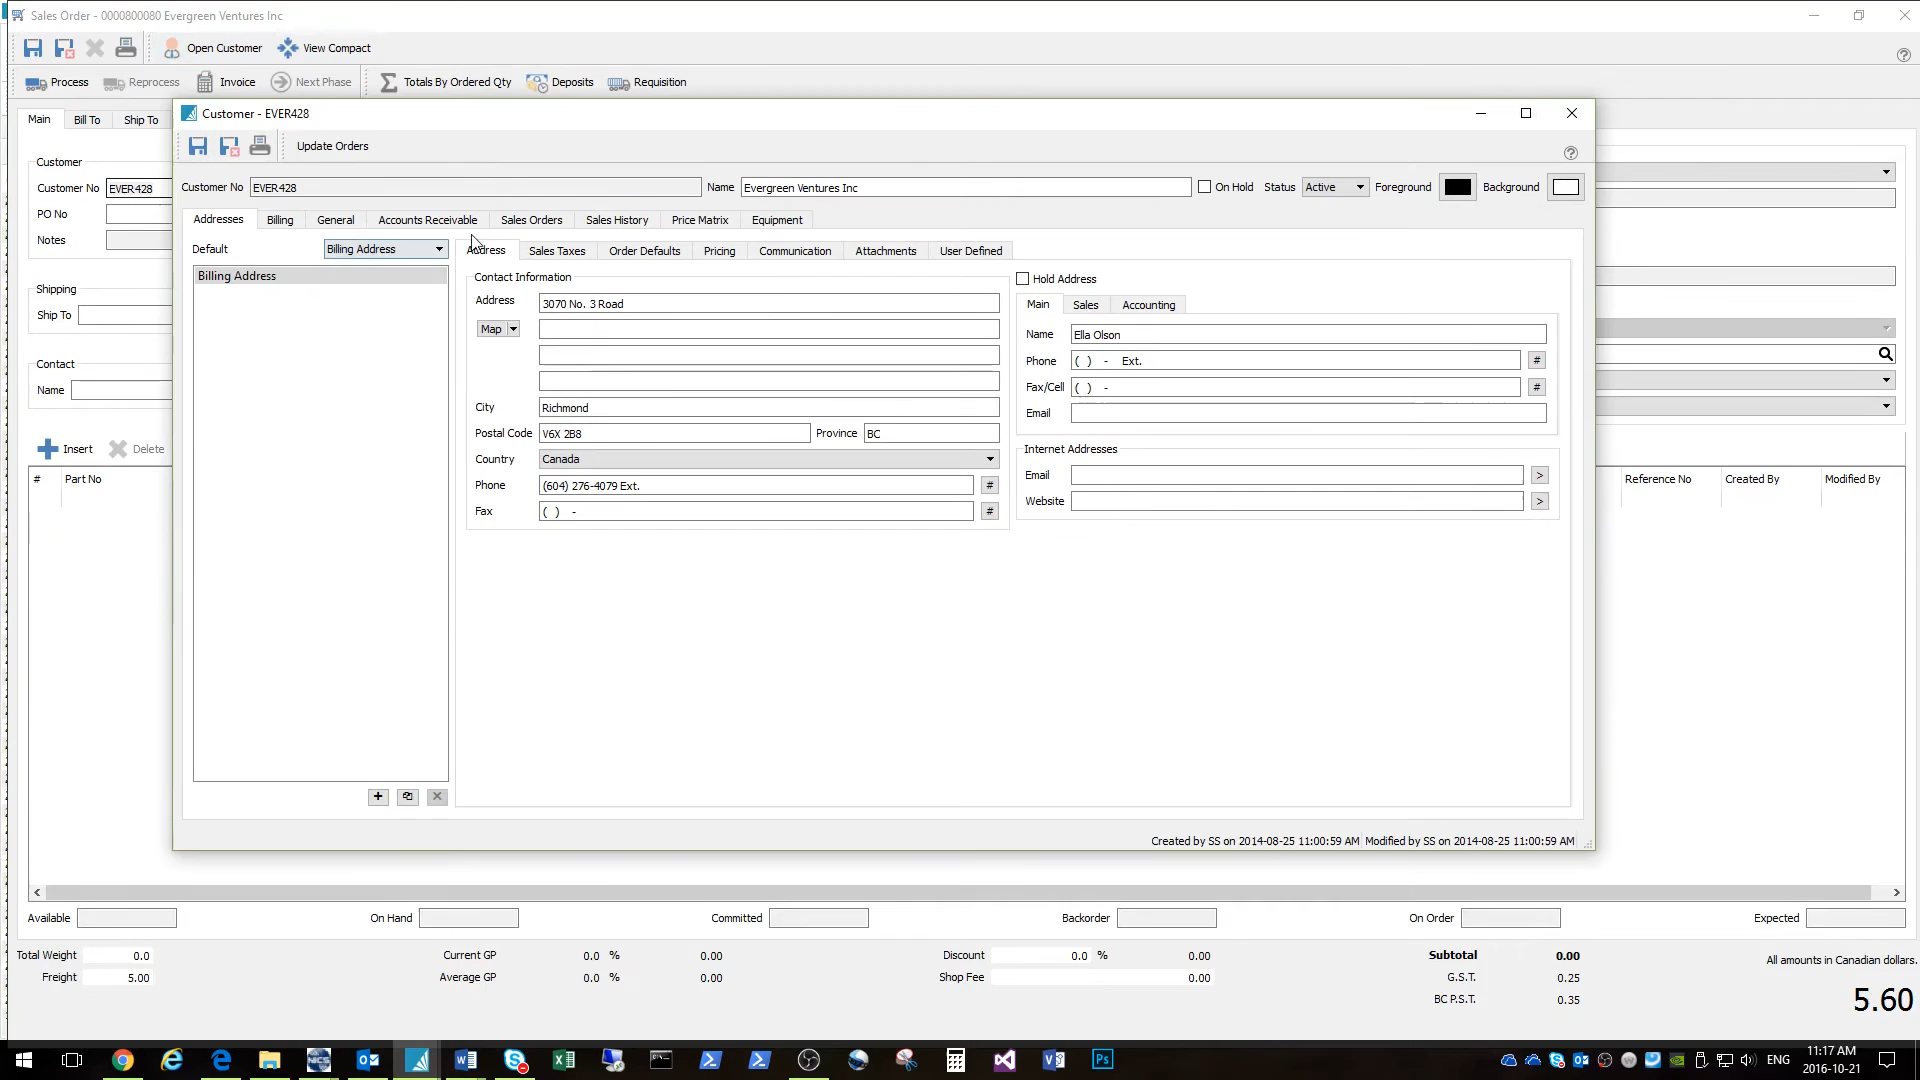 Sales Order - 0000800080 Evergreen Ventures Inc
Open Customer View Compact
Process Reprocess Invoice Next Phase Totals By Ordered Qty Deposits Requisition
Main Bill To Ship To
Customer
Customer No EVER428
PO No
Notes
Shipping
Ship To
Contact
Name
Insert Delete
# Part No Reference No Created By Modified By
Customer - EVER428
Update Orders
Customer No EVER428 Name Evergreen Ventures Inc On Hold Status Active Foreground Background
Addresses Billing General Accounts Receivable Sales Orders Sales History Price Matrix Equipment
Default Billing Address
Billing Address
Address Sales Taxes Order Defaults Pricing Communication Attachments User Defined
Contact Information
Address 3070 No. 3 Road
Map
City Richmond
Postal Code V6X 2B8 Province BC
Country Canada
Phone (604) 276-4079 Ext. #
Fax ( ) - #
Hold Address
Main Sales Accounting
Name Ella Olson
Phone ( ) - Ext. #
Fax/Cell ( ) - #
Email
Internet Addresses
Email >
Website >
Created by SS on 2014-08-25 11:00:59 AM Modified by SS on 2014-08-25 11:00:59 AM
Available On Hand Committed Backorder On Order Expected
Total Weight 0.0 Current GP 0.0 % 0.00 Discount 0.0 % 0.00 Subtotal 0.00 All amounts in Canadian dollars.
Freight 5.00 Average GP 0.0 % 0.00 Shop Fee 0.00 G.S.T. 0.25
BC P.S.T. 0.35 5.60
ENG 11:17 AM
2016-10-21